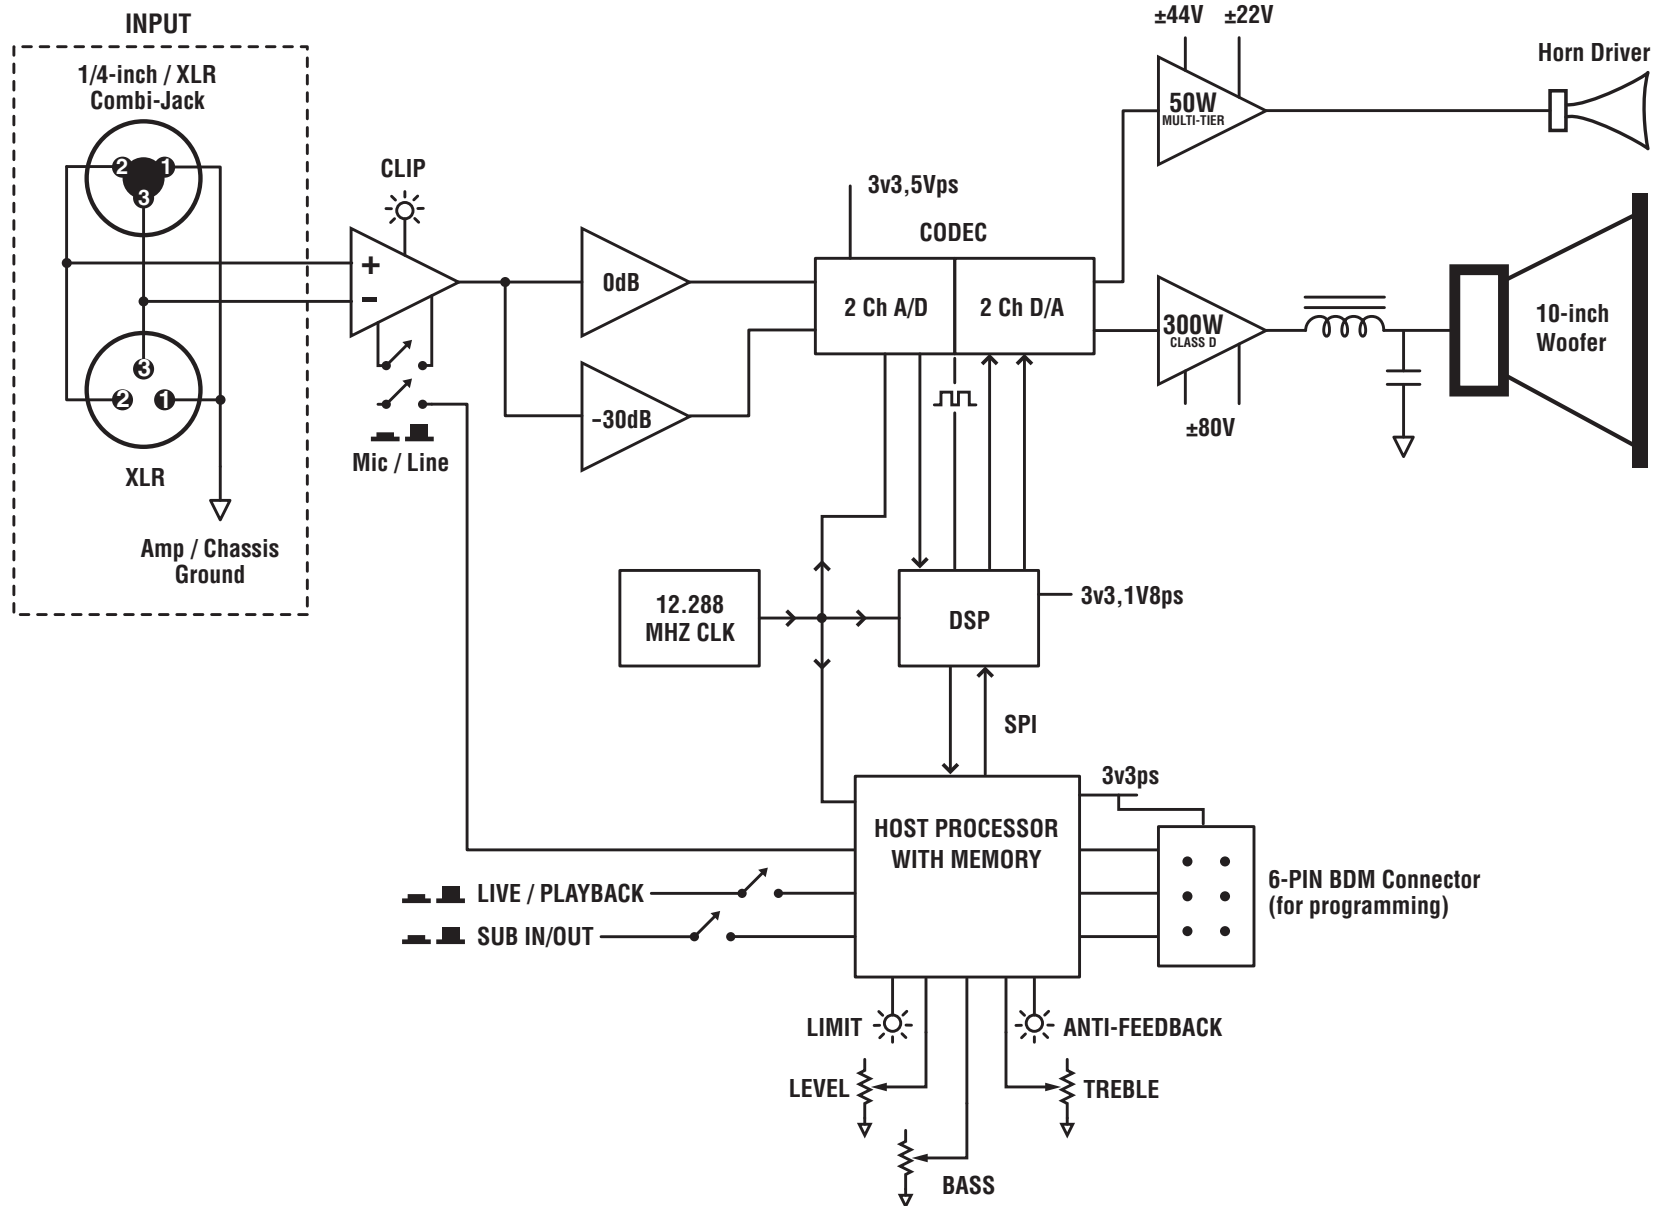 INPUT
1/4-inch / XLR
Combi-Jack
2
1
3
3
2
1
XLR
Amp / Chassis
Ground
CLIP
+
−
Mic / Line
0dB
−30dB
3v3,5Vps
CODEC
2 Ch A/D
2 Ch D/A
±44V
±22V
50W
MULTI-TIER
Horn Driver
300W
CLASS D
±80V
10-inch
Woofer
12.288
MHZ CLK
DSP
3v3,1V8ps
SPI
3v3ps
HOST PROCESSOR
WITH MEMORY
6-PIN BDM Connector
(for programming)
LIVE / PLAYBACK
SUB IN/OUT
LIMIT
ANTI-FEEDBACK
LEVEL
TREBLE
BASS